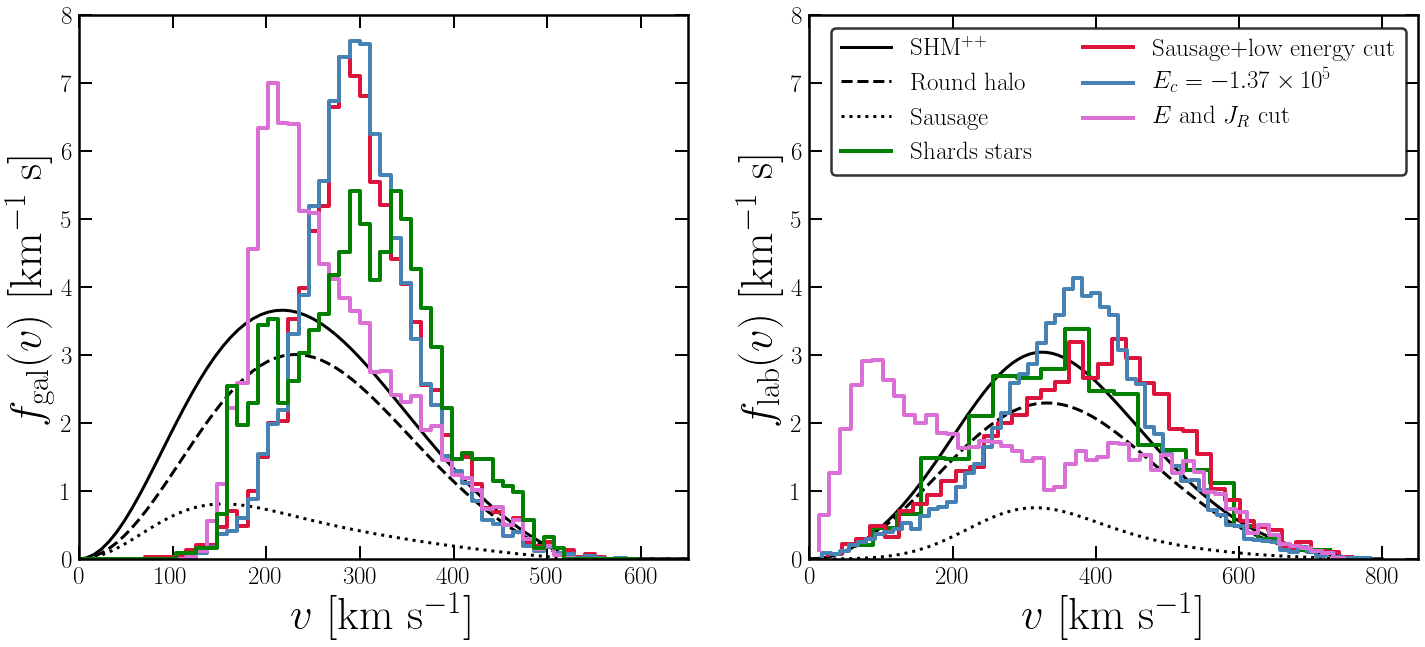 f_gal(v) [km⁻¹ s]
8
7
6
5
4
3
2
1
0
0 100 200 300 400 500 600
v [km s⁻¹]
f_lab(v) [km⁻¹ s]
8
7
6
5
4
3
2
1
0
0 200 400 600 800
v [km s⁻¹]
SHM⁺⁺
Round halo
Sausage
Shards stars
Sausage+low energy cut
E_c = −1.37 × 10⁵
E and J_R cut